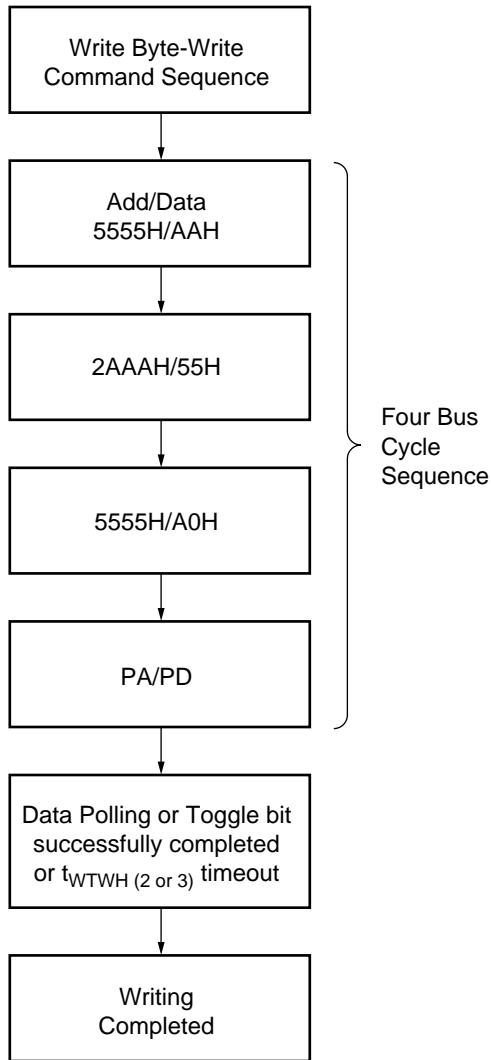 Write Byte-Write
Command Sequence
Add/Data
5555H/AAH
2AAAH/55H
5555H/A0H
PA/PD
Four Bus
Cycle
Sequence
Data Polling or Toggle bit
successfully completed
or tWTWH (2 or 3) timeout
Writing
Completed